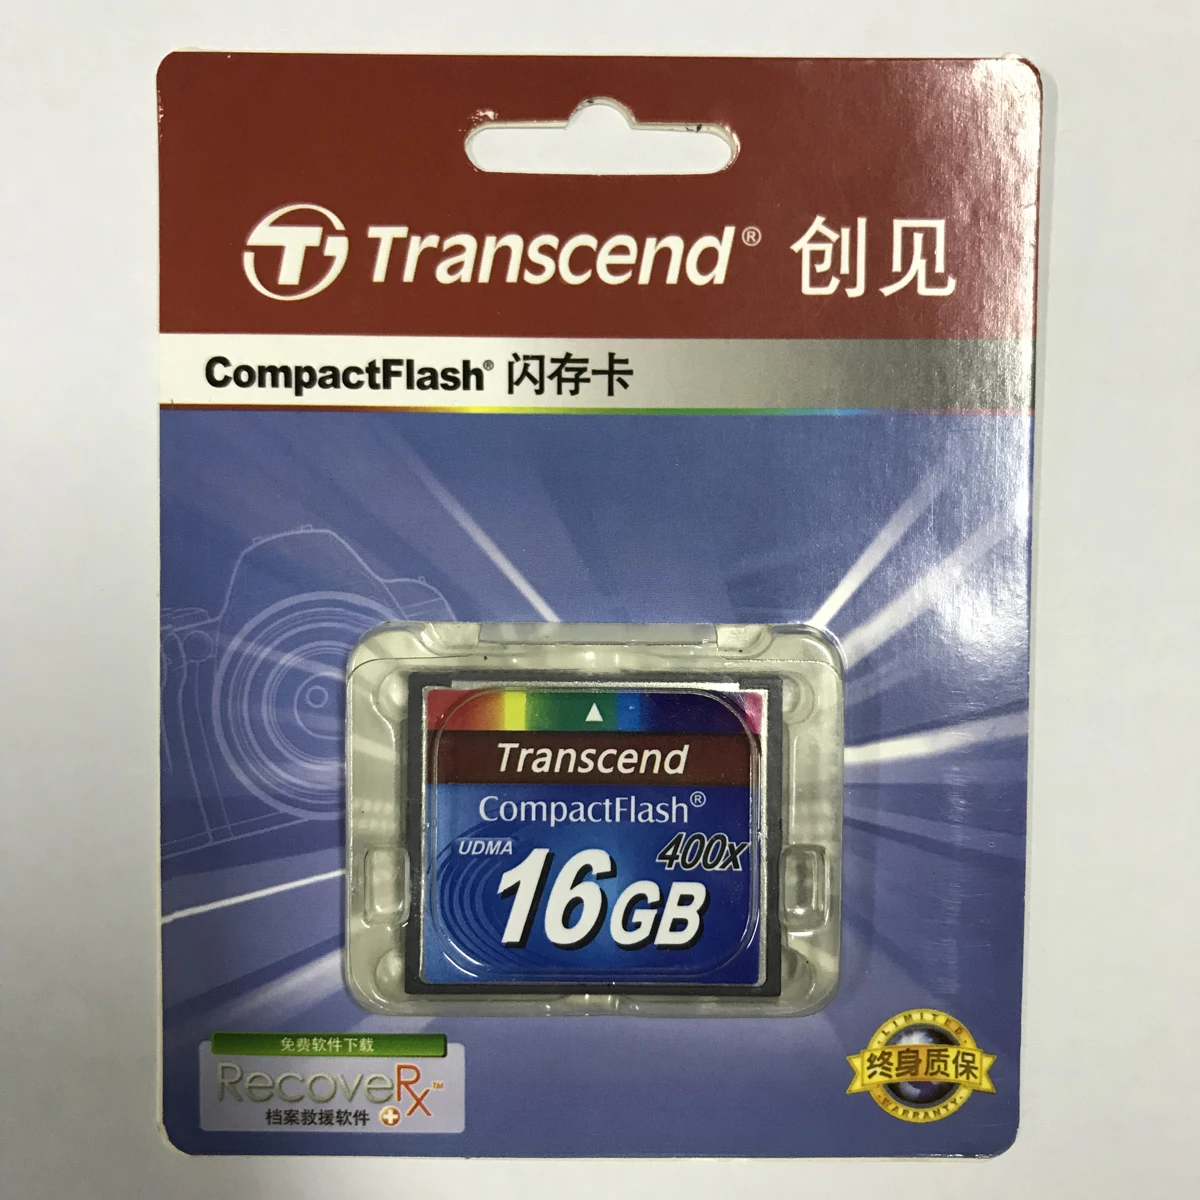 Transcend® 创见
CompactFlash® 闪存卡
Transcend
CompactFlash®
UDMA 400x
16GB
免费软件下载
RecoveRx™
档案救援软件
LIMITED
终身质保
WARRANTY